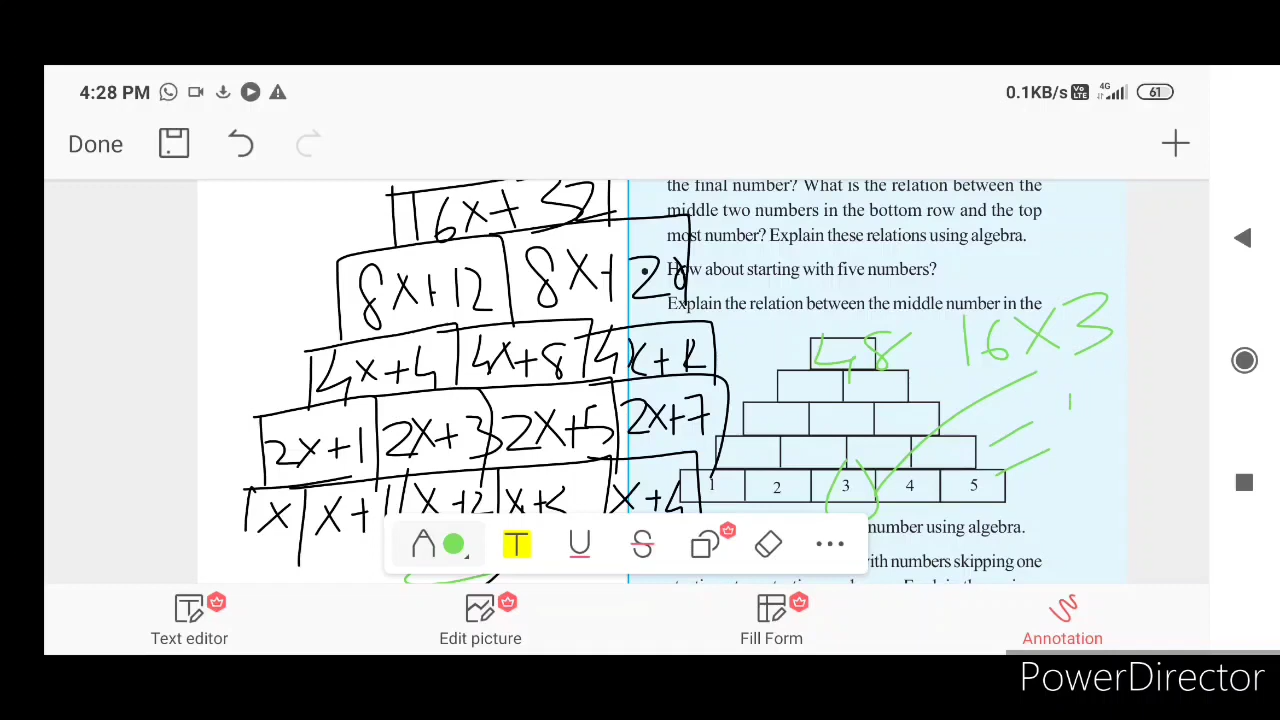 4:28 PM
0.1KB/s Vo LTE 4G 61
Done
16x+32
8x+12 8x+20
4x+4 4x+8 4x+
2x+1 2x+3 2x+5 2x+7
x x+1 x+2 x+ x+4
the final number? What is the relation between the
middle two numbers in the bottom row and the top
most number? Explain these relations using algebra.
How about starting with five numbers?
Explain the relation between the middle number in the
48 16x3
1 2 3 4 5
number using algebra.
with numbers skipping one
A T U S
Text editor
Edit picture
Fill Form
Annotation
PowerDirector